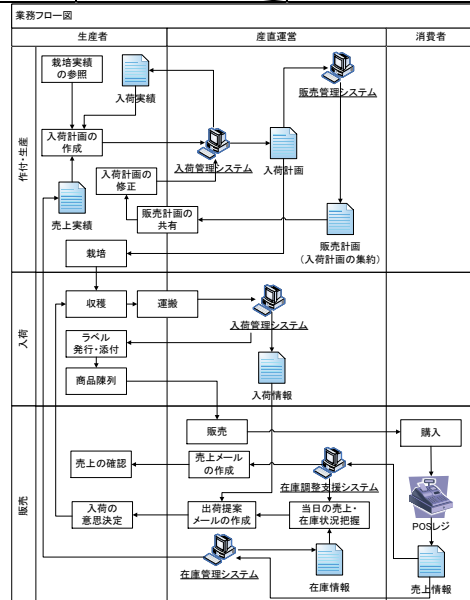 業務フロー図
生産者
産直運営
消費者
作付・生産
栽培実績
の参照
入荷実績
販売管理システム
入荷計画の
作成
入荷管理システム
入荷計画
入荷計画の
修正
売上実績
販売計画の
共有
販売計画
（入荷計画の集約）
栽培
入荷
収穫
運搬
入荷管理システム
ラベル
発行・添付
商品陳列
入荷情報
販売
販売
購入
売上の確認
売上メール
の作成
在庫調整支援システム
入荷の
意思決定
出荷提案
メールの作成
当日の売上・
在庫状況把握
POSレジ
在庫管理システム
在庫情報
売上情報